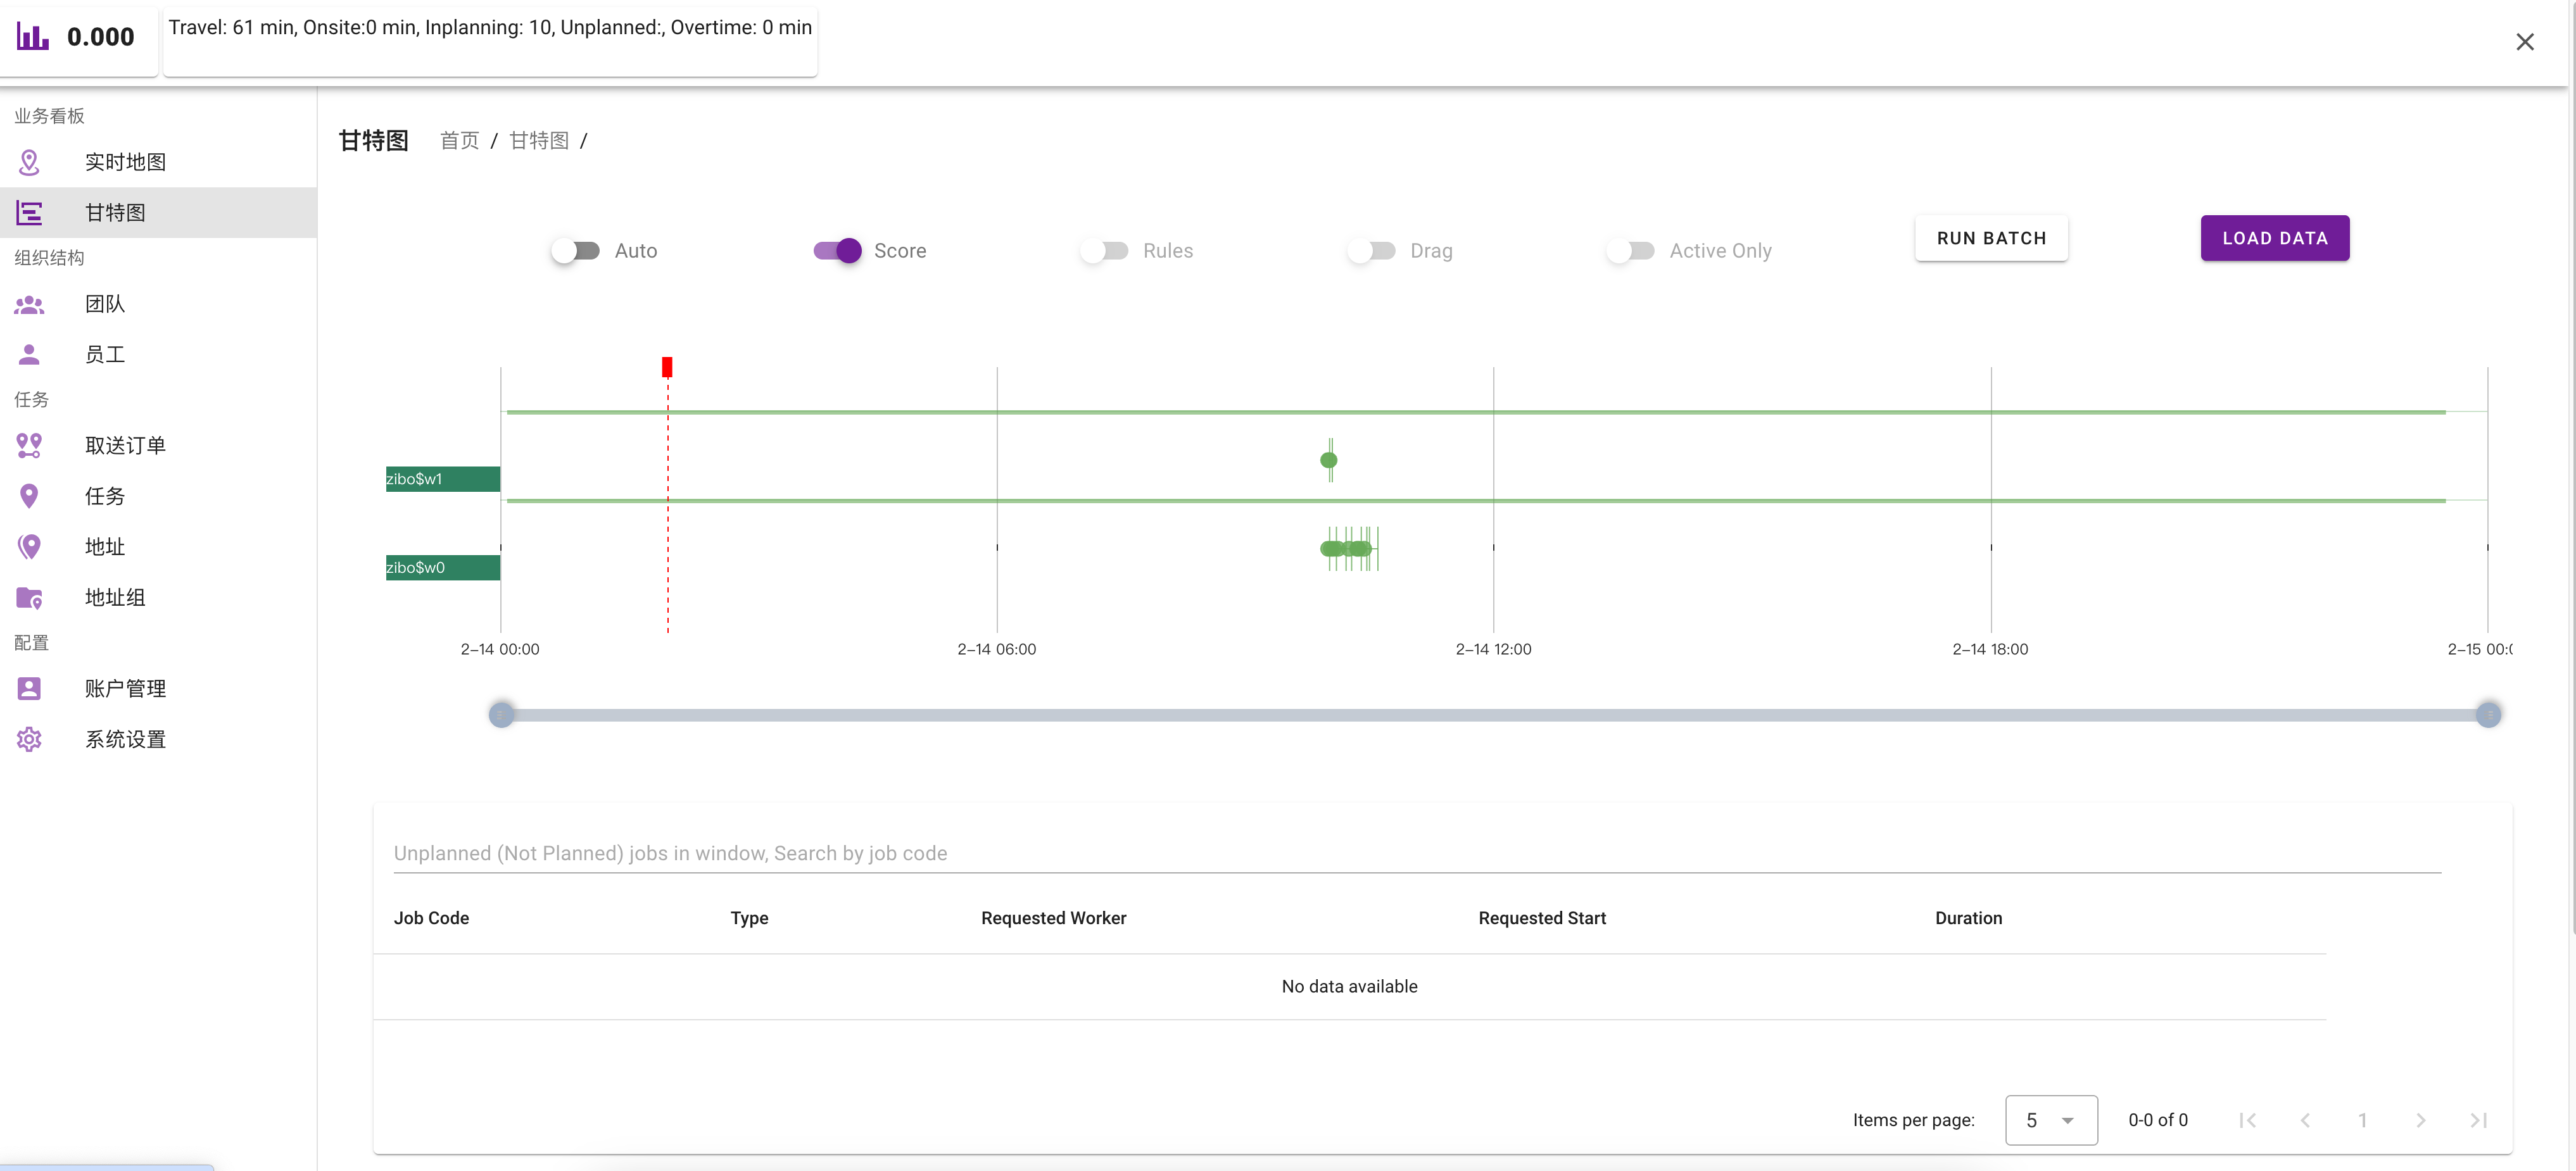 0.000
Travel: 61 min, Onsite:0 min, Inplanning: 10, Unplanned:, Overtime: 0 min
业务看板
实时地图
甘特图
组织结构
团队
员工
任务
取送订单
任务
地址
地址组
配置
账户管理
系统设置
甘特图 首页 / 甘特图 /
Auto Score Rules Drag Active Only RUN BATCH LOAD DATA
zibo$w1
zibo$w0
2–14 00:00 2–14 06:00 2–14 12:00 2–14 18:00 2–15 00:
Unplanned (Not Planned) jobs in window, Search by job code
Job Code Type Requested Worker Requested Start Duration
No data available
Items per page: 5 0-0 of 0 1